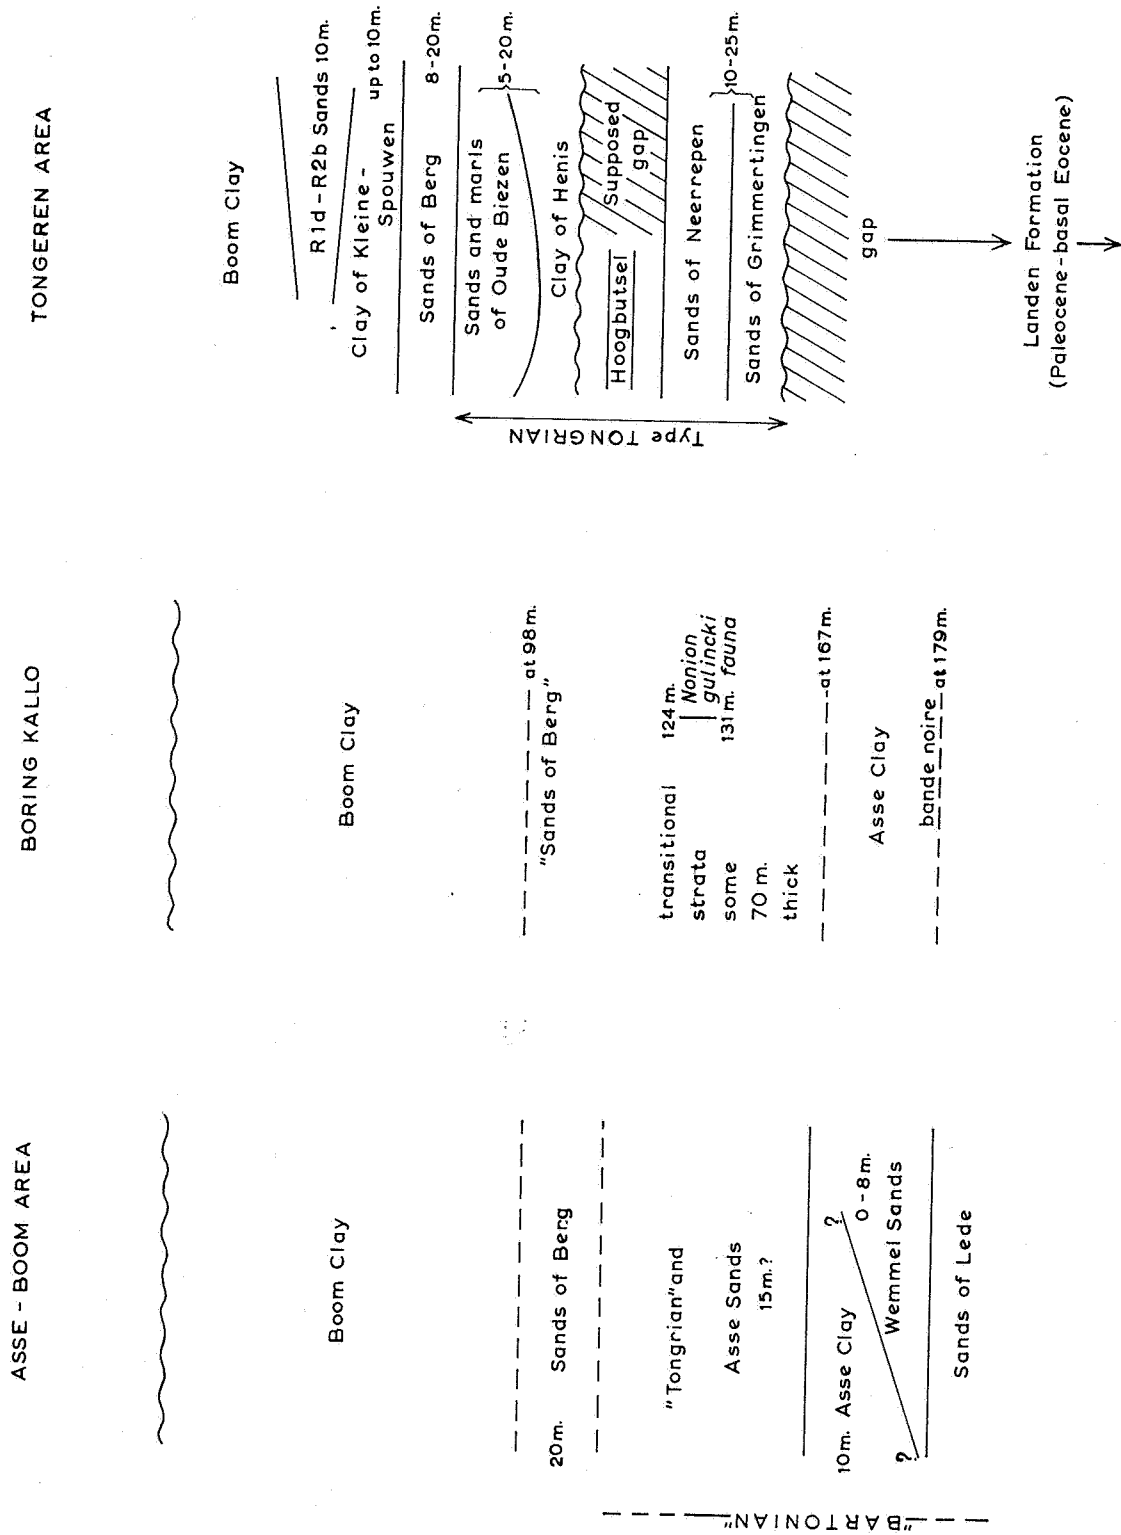 ASSE - BOOM AREA
Boom Clay
20m. Sands of Berg
"Tongrian" and
Asse Sands
15m.?
10m. Asse Clay
?
?
0-8m.
Wemmel Sands
Sands of Lede
"BARTONIAN"
BORING KALLO
Boom Clay
at 98m.
"Sands of Berg"
transitional
strata
some
70 m.
thick
124m.
Nonion
gulincki
131m. fauna
at 167m.
Asse Clay
bande noire
at 179m.
TONGEREN AREA
Boom Clay
R1d-R2b Sands 10m.
Clay of Kleine -
Spouwen
up to 10m.
Sands of Berg 8-20m.
Sands and marls
of Oude Biezen
5-20m.
Clay of Henis
Hoogbutsel
Supposed
gap
Sands of Neerrepen
10-25m.
Sands of Grimmertingen
Type TONGRIAN
gap
Landen Formation
(Paleocene-basal Eocene)